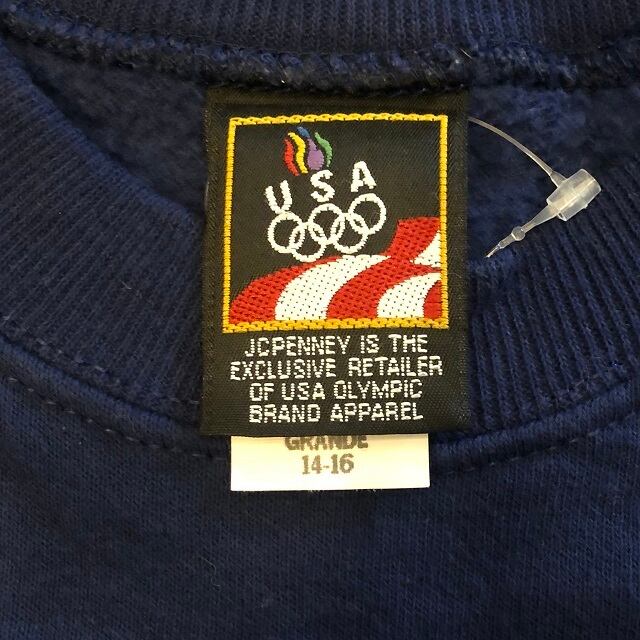 USA
JCPENNEY IS THE
EXCLUSIVE RETAILER
OF USA OLYMPIC
BRAND APPAREL
GRANDE
14-16